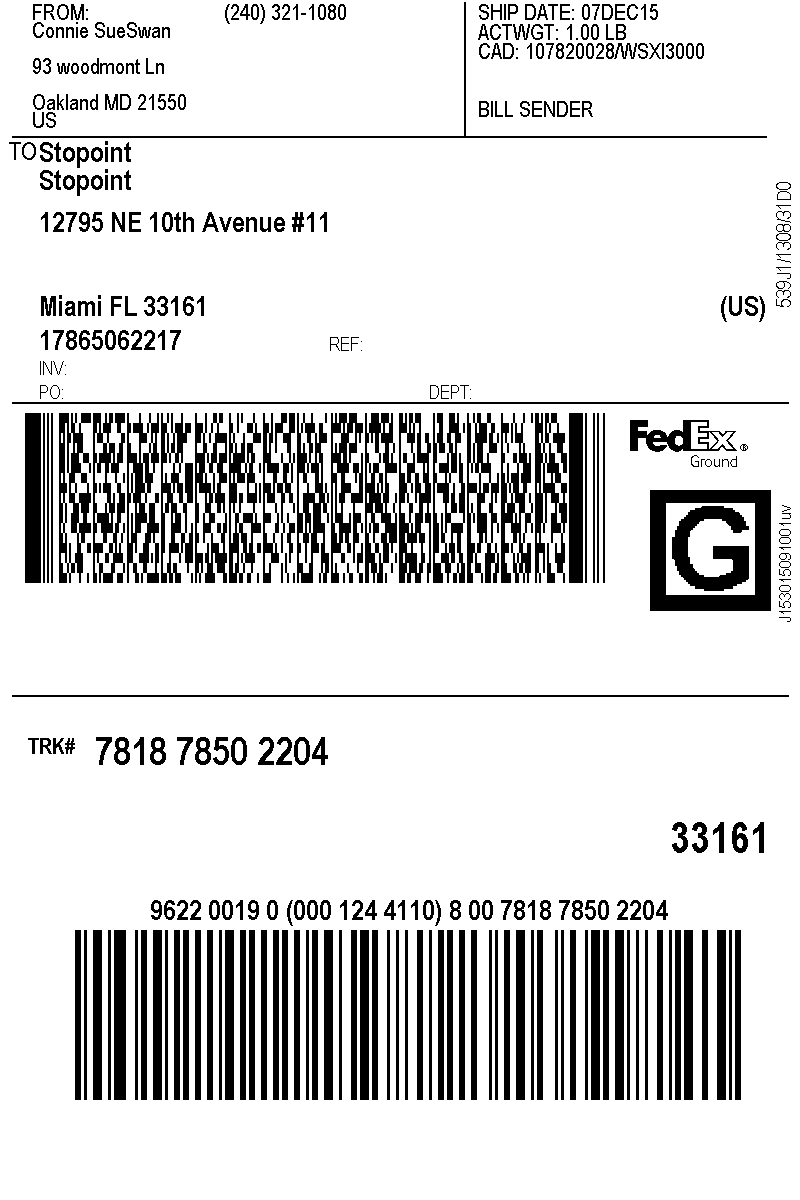 FROM: (240) 321-1080
Connie SueSwan
93 woodmont Ln
Oakland MD 21550
US
SHIP DATE: 07DEC15
ACTWGT: 1.00 LB
CAD: 107820028/WSXI3000
BILL SENDER
TO Stopoint
Stopoint
12795 NE 10th Avenue #11
Miami FL 33161 (US)
17865062217 REF:
INV:
PO: DEPT:
539J1/1308/31D0
FedEx®
Ground
G
J153015091001uv
TRK# 7818 7850 2204
33161
9622 0019 0 (000 124 4110) 8 00 7818 7850 2204